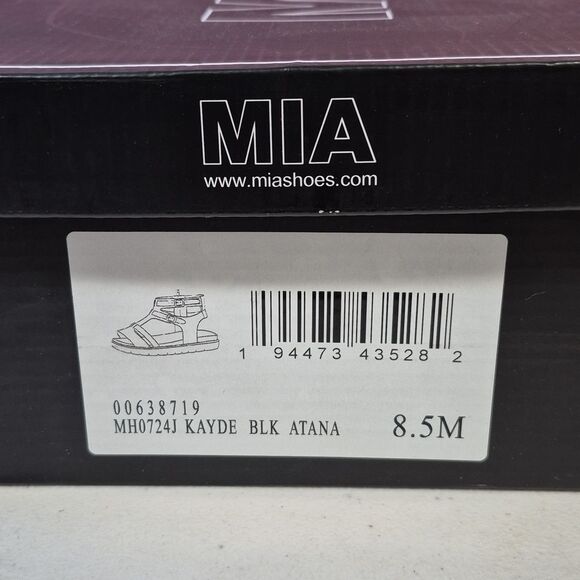 MIA
www.miashoes.com
1 94473 43528 2
00638719
MH0724J KAYDE BLK ATANA 8.5M